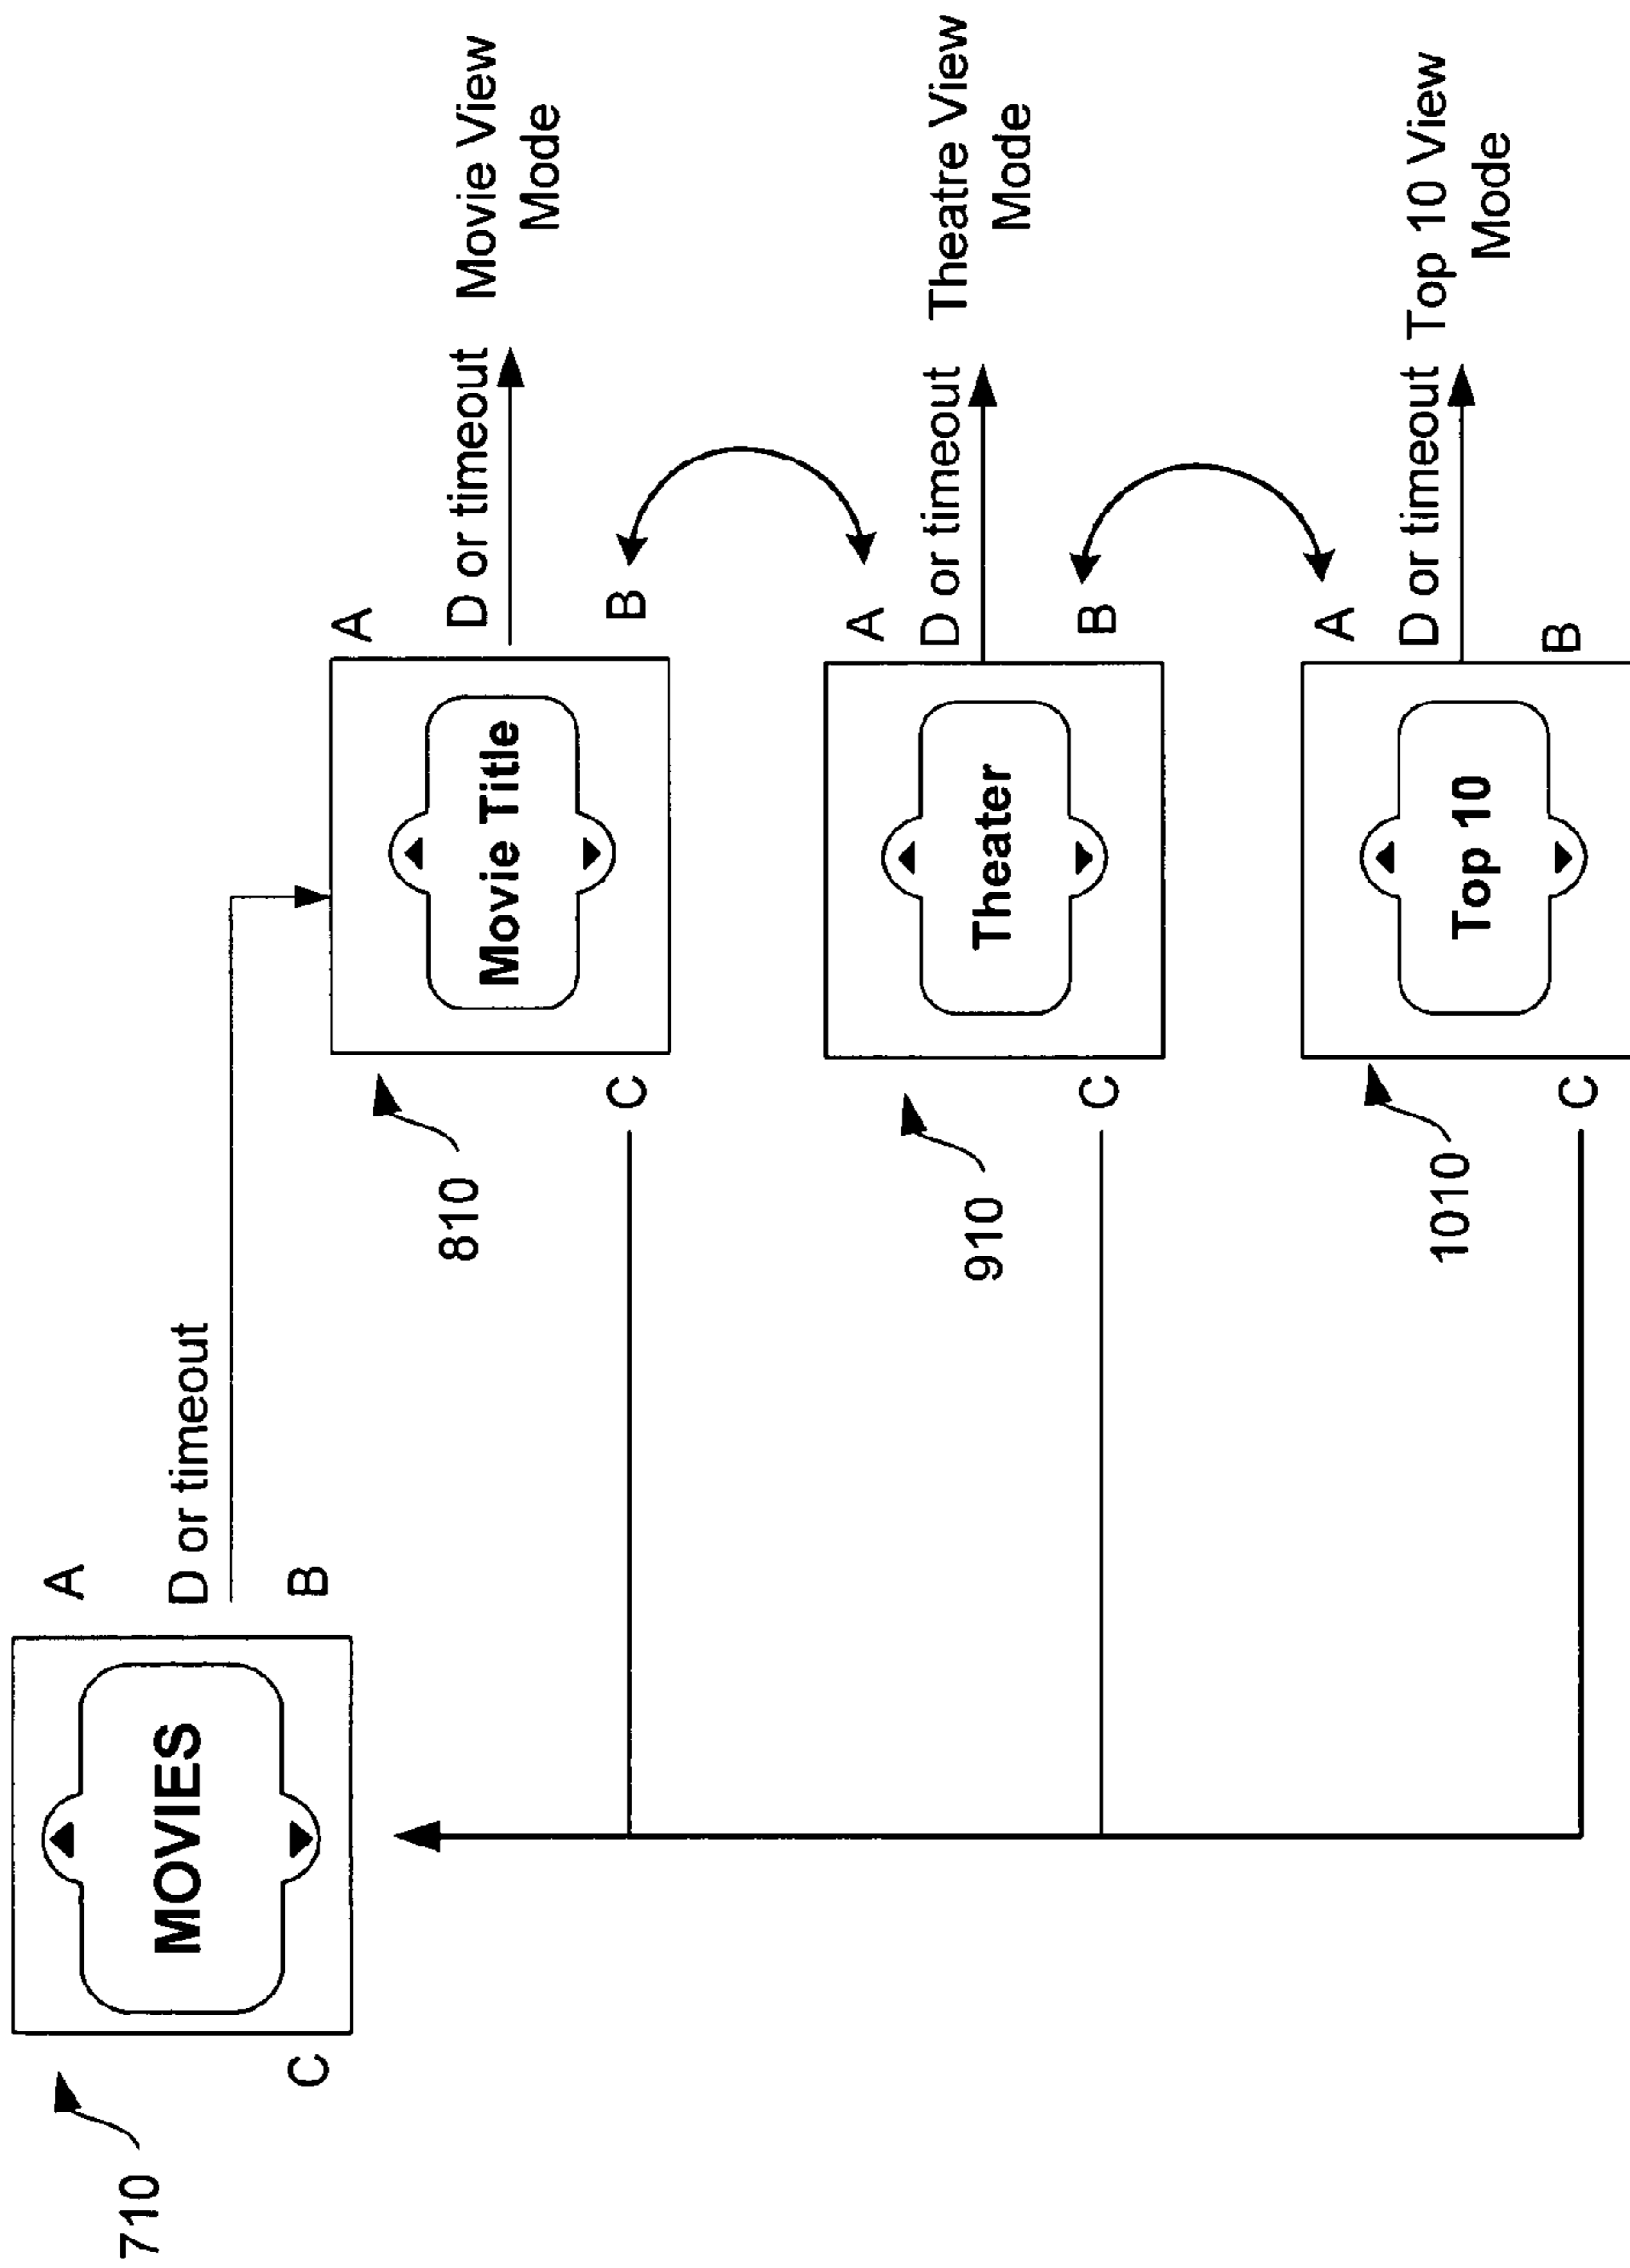 710
MOVIES
A
D or timeout
B
C
810
Movie Title
A
D or timeout
Movie View
Mode
B
C
910
Theater
A
D or timeout
Theatre View
Mode
B
C
1010
Top 10
A
D or timeout
Top 10 View
Mode
B
C